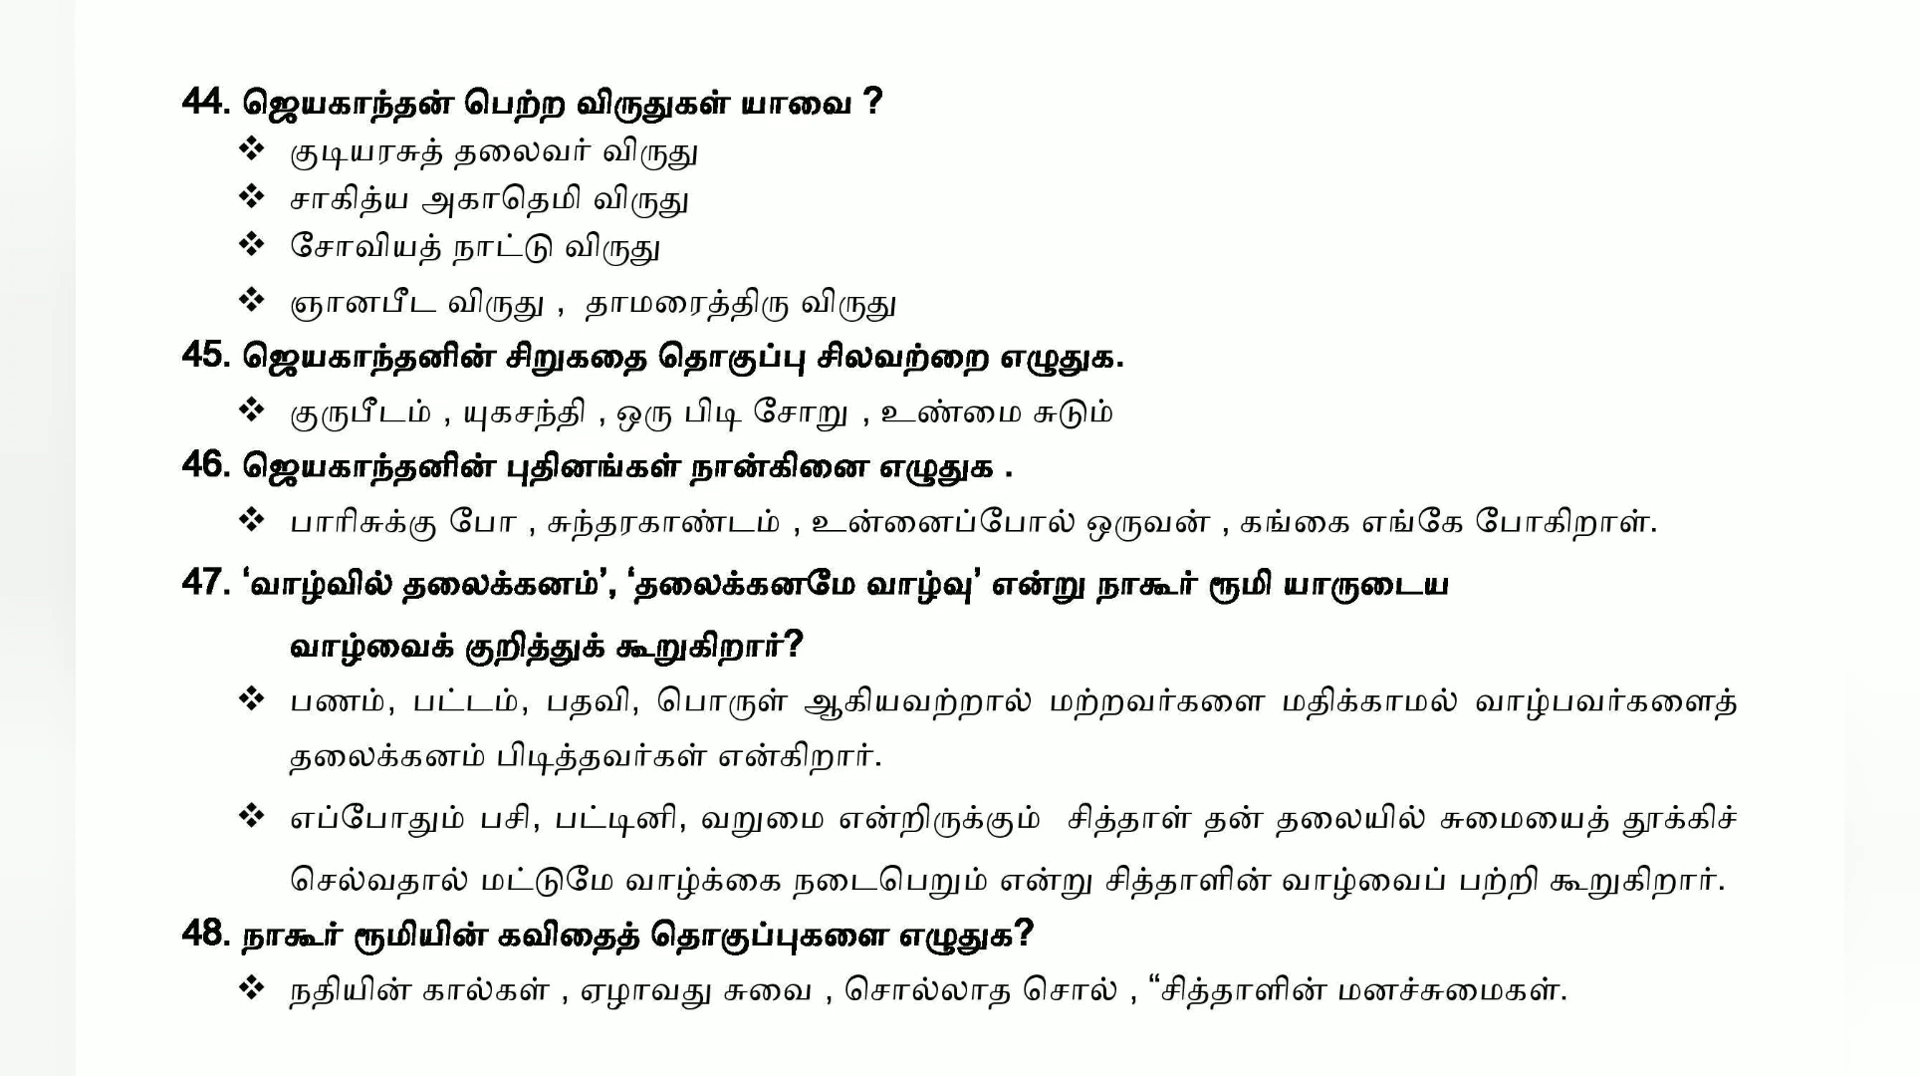 44. ஜெயகாந்தன் பெற்ற விருதுகள் யாவை ?
❖ குடியரசுத் தலைவர் விருது
❖ சாகித்ய அகாதெமி விருது
❖ சோவியத் நாட்டு விருது
❖ ஞானபீட விருது , தாமரைத்திரு விருது
45. ஜெயகாந்தனின் சிறுகதை தொகுப்பு சிலவற்றை எழுதுக.
❖ குருபீடம் , யுகசந்தி , ஒரு பிடி சோறு , உண்மை சுடும்
46. ஜெயகாந்தனின் புதினங்கள் நான்கினை எழுதுக .
❖ பாரிசுக்கு போ , சுந்தரகாண்டம் , உன்னைப்போல் ஒருவன் , கங்கை எங்கே போகிறாள்.
47. ‘வாழ்வில் தலைக்கனம்’, ‘தலைக்கனமே வாழ்வு’ என்று நாகூர் ரூமி யாருடைய
வாழ்வைக் குறித்துக் கூறுகிறார்?
❖ பணம், பட்டம், பதவி, பொருள் ஆகியவற்றால் மற்றவர்களை மதிக்காமல் வாழ்பவர்களைத்
தலைக்கனம் பிடித்தவர்கள் என்கிறார்.
❖ எப்போதும் பசி, பட்டினி, வறுமை என்றிருக்கும் சித்தாள் தன் தலையில் சுமையைத் தூக்கிச்
செல்வதால் மட்டுமே வாழ்க்கை நடைபெறும் என்று சித்தாளின் வாழ்வைப் பற்றி கூறுகிறார்.
48. நாகூர் ரூமியின் கவிதைத் தொகுப்புகளை எழுதுக?
❖ நதியின் கால்கள் , ஏழாவது சுவை , சொல்லாத சொல் , “சித்தாளின் மனச்சுமைகள்.